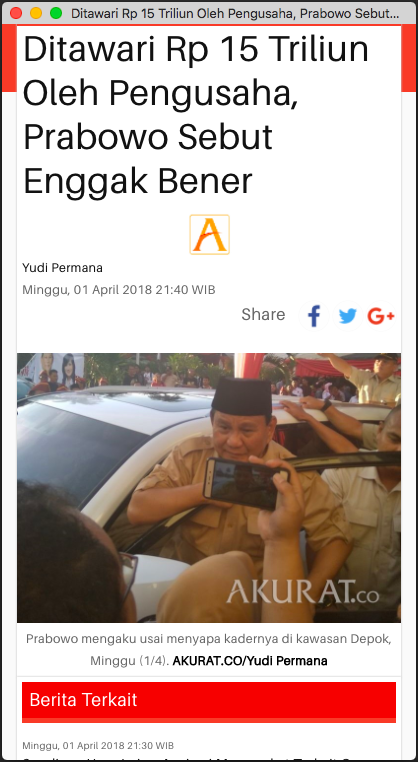 Ditawari Rp 15 Triliun Oleh Pengusaha, Prabowo Sebut...
Ditawari Rp 15 Triliun
Oleh Pengusaha,
Prabowo Sebut
Enggak Bener
A
Yudi Permana
Minggu, 01 April 2018 21:40 WIB
Share f G+
AKURAT.co
Prabowo mengaku usai menyapa kadernya di kawasan Depok,
Minggu (1/4). AKURAT.CO/Yudi Permana
Berita Terkait
Minggu, 01 April 2018 21:30 WIB